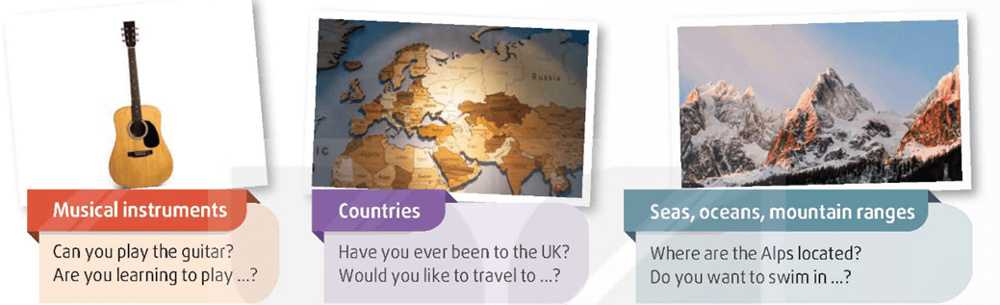 Russia
IC
Musical instruments
Can you play the guitar?
Are you learning to play ...?
Countries
Have you ever been to the UK?
Would you like to travel to ...?
Seas, oceans, mountain ranges
Where are the Alps located?
Do you want to swim in ...?